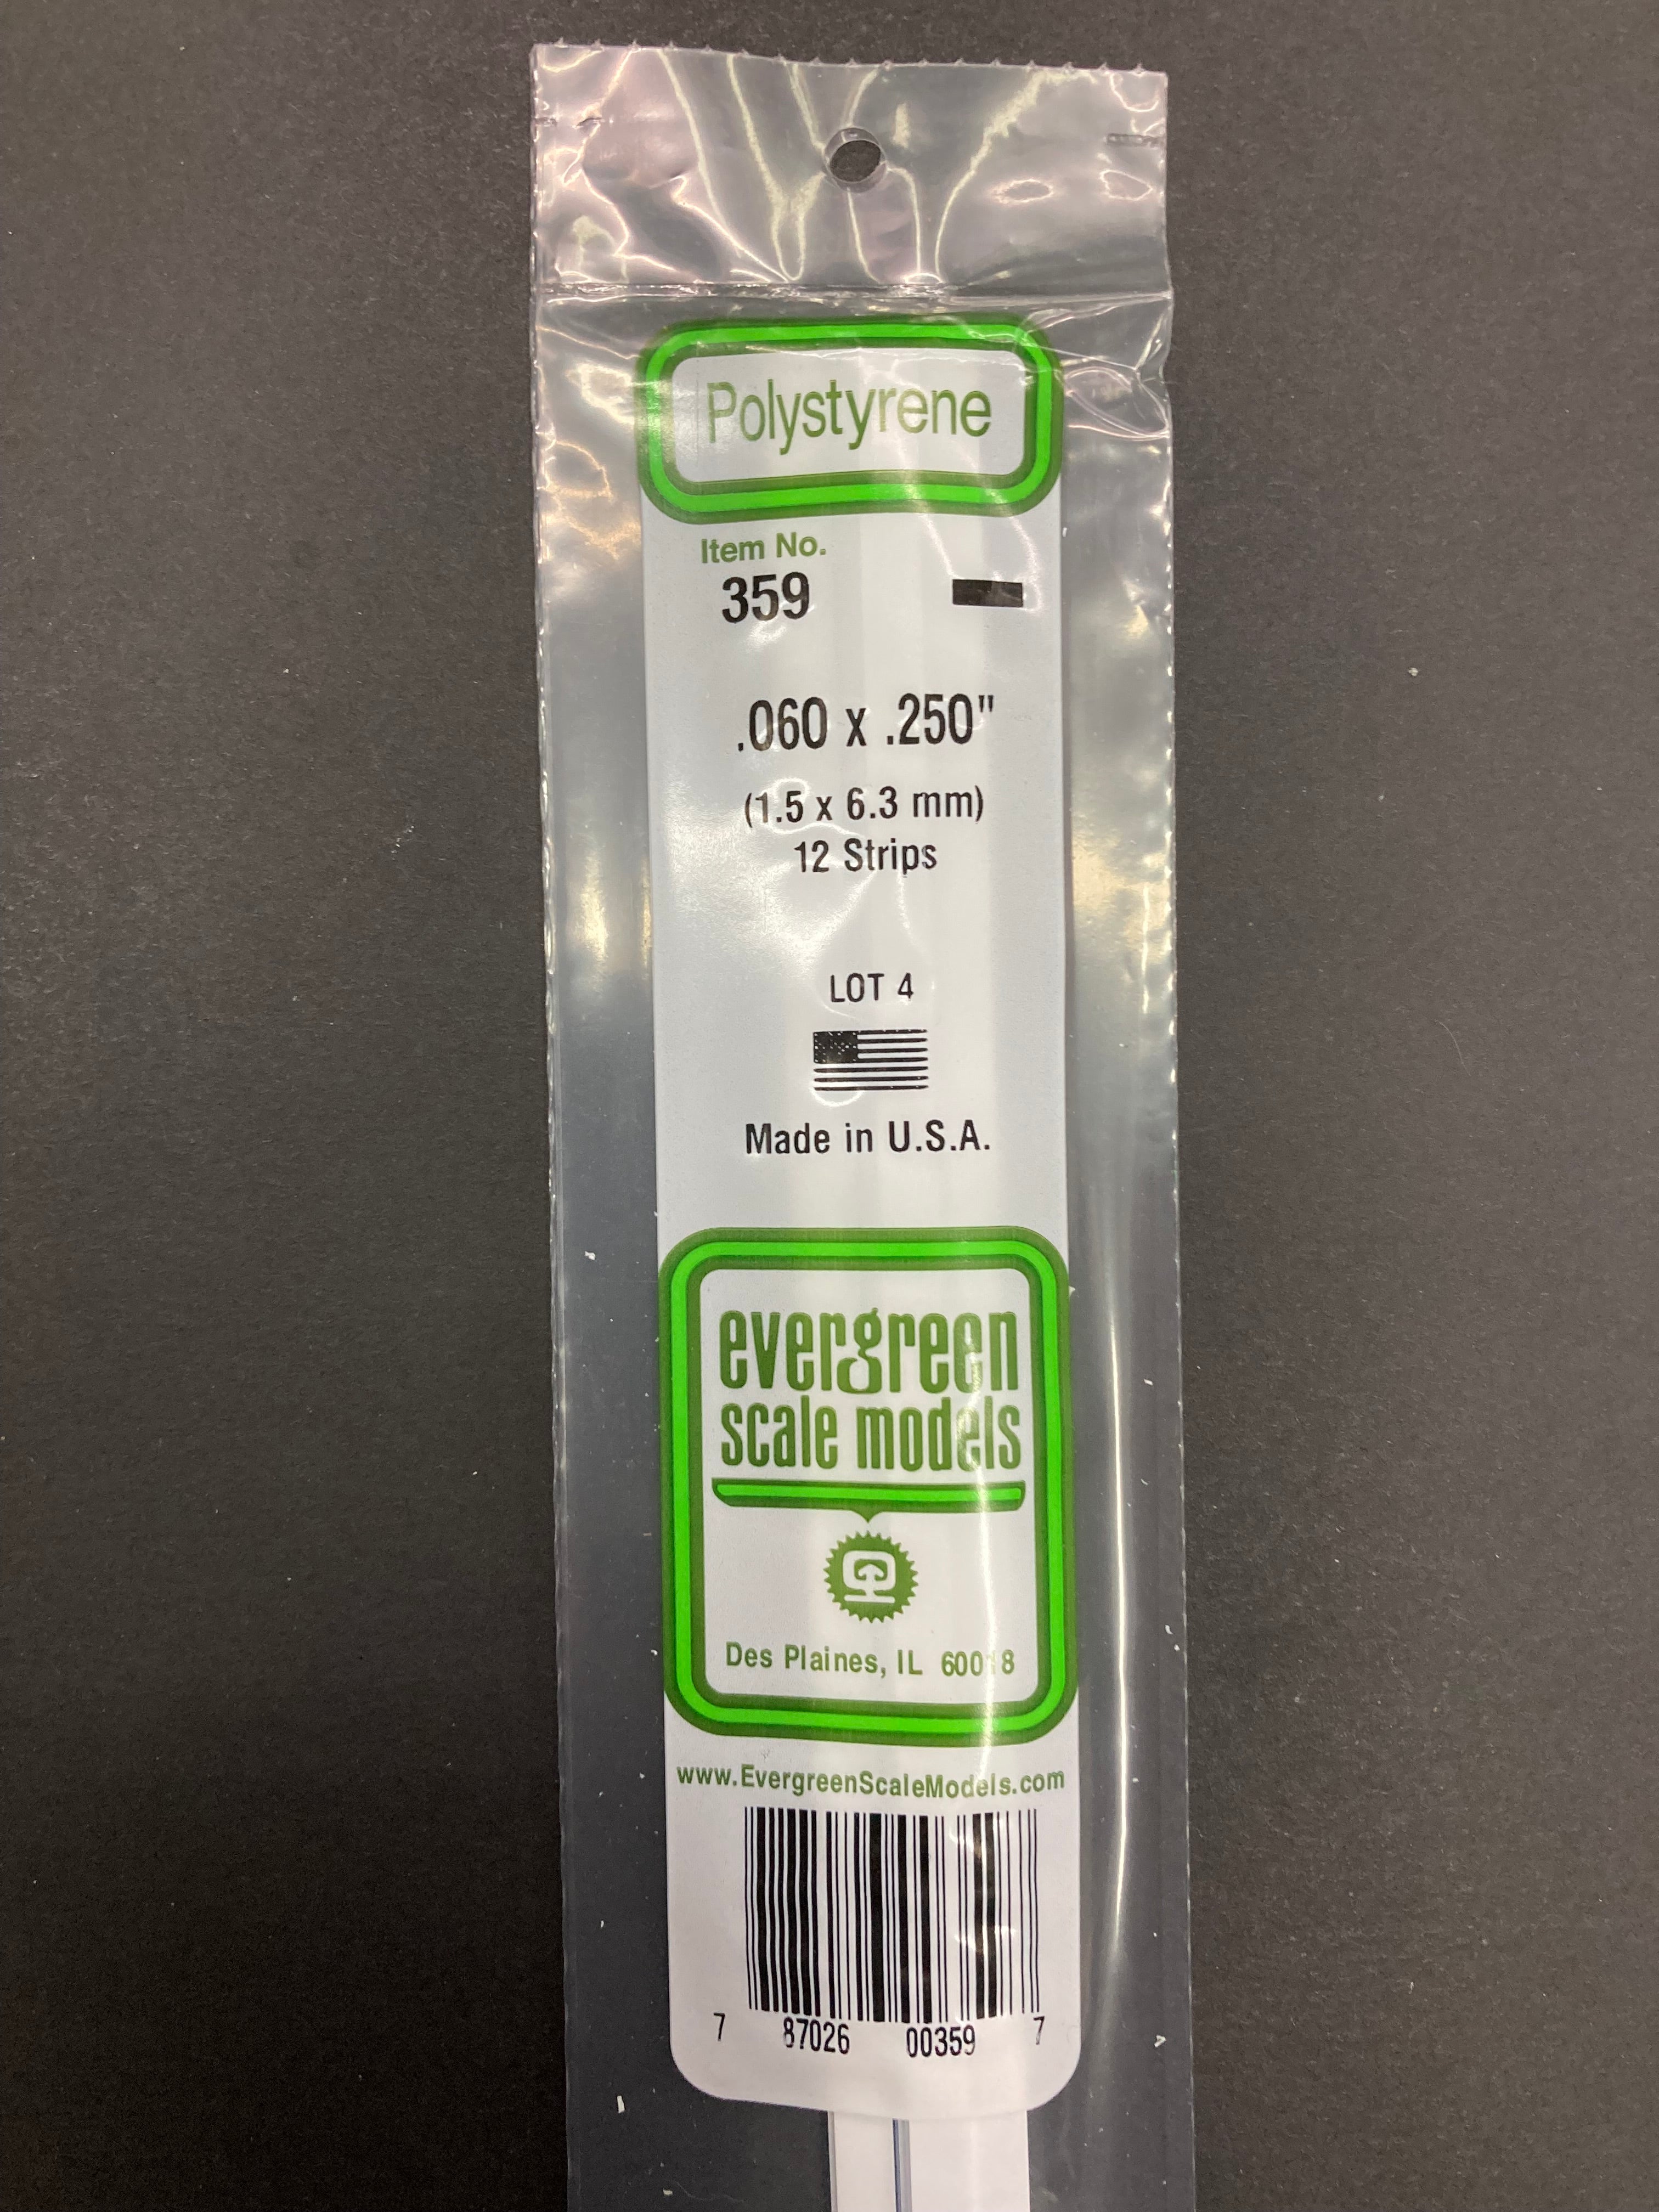 Polystyrene
Item No.
359
.060 x .250"
(1.5 x 6.3 mm)
12 Strips
LOT 4
Made in U.S.A.
evergreen
scale models
Des Plaines, IL 60018
www.EvergreenScaleModels.com
7 87026 00359 7